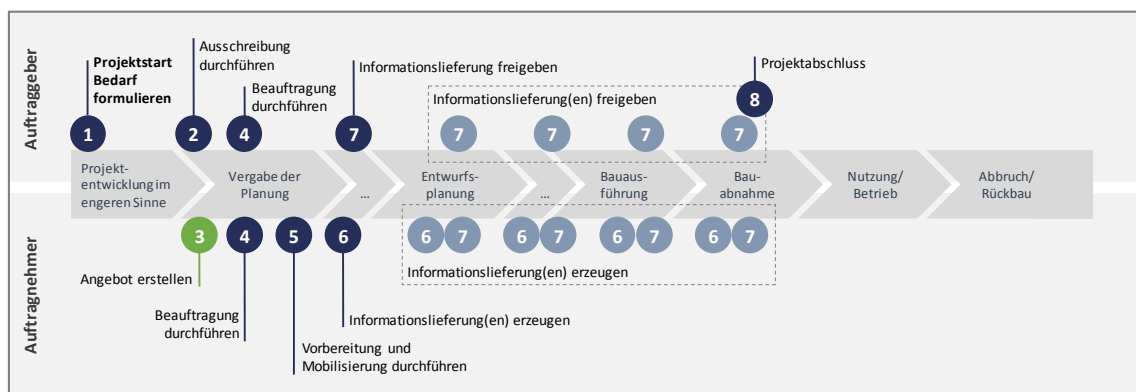 Auftraggeber
Projektstart
Bedarf
formulieren
Ausschreibung
durchführen
Beauftragung
durchführen
Informationslieferung freigeben
Informationslieferung(en) freigeben
Projektabschluss
8
1
2
4
7
7
7
7
7
Projekt-
entwicklung im
engeren Sinne
Vergabe der
Planung
...
Entwurfs-
planung
...
Bauaus-
führung
Bau-
abnahme
Nutzung/
Betrieb
Abbruch/
Rückbau
Auftragnehmer
3
4
5
6
6 7
6 7
6 7
6 7
Angebot erstellen
Informationslieferung(en) erzeugen
Beauftragung
durchführen
Informationslieferung(en) erzeugen
Vorbereitung und
Mobilisierung durchführen